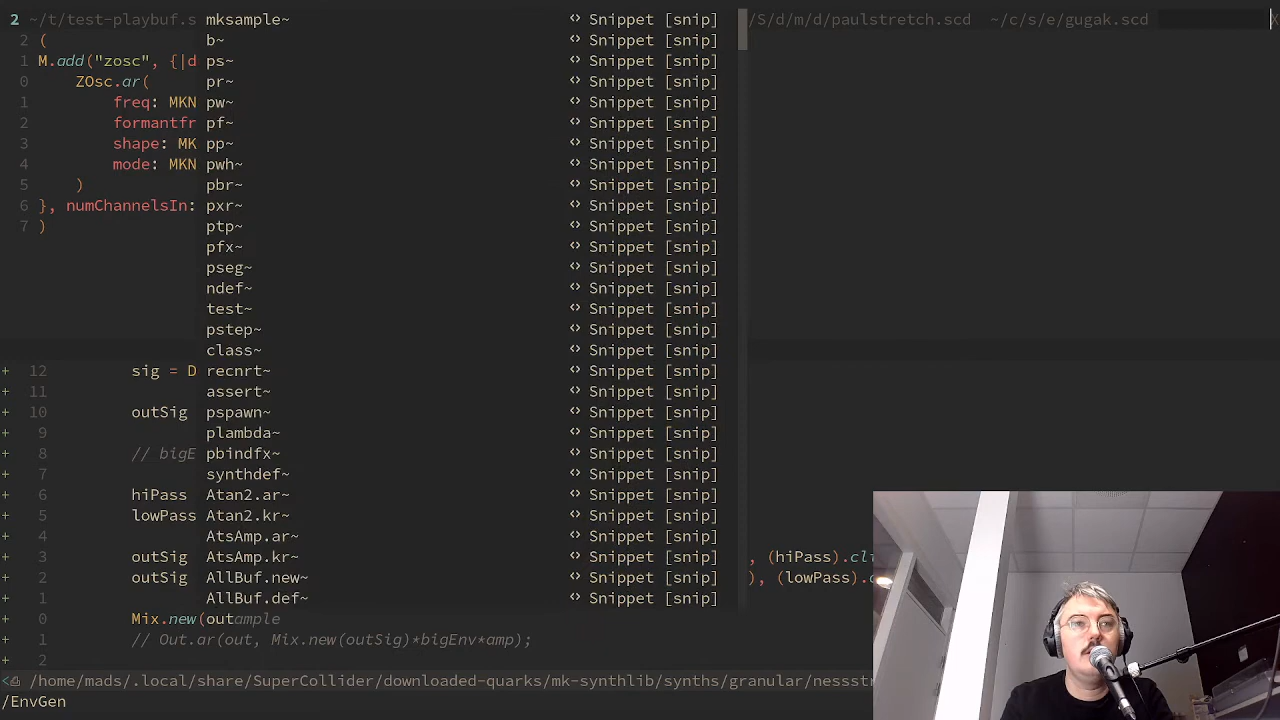 2 ~/t/test-playbuf.s mksample~ <> Snippet [snip] /S/d/m/d/paulstretch.scd ~/c/s/e/gugak.scd X
2 ( b~ <> Snippet [snip]
1 M.add("zosc", {|d ps~ <> Snippet [snip]
0 ZOsc.ar( pr~ <> Snippet [snip]
1 freq: MKN pw~ <> Snippet [snip]
2 formantfr pf~ <> Snippet [snip]
3 shape: MK pp~ <> Snippet [snip]
4 mode: MKN pwh~ <> Snippet [snip]
5 ) pbr~ <> Snippet [snip]
6 }, numChannelsIn: pxr~ <> Snippet [snip]
7 ) ptp~ <> Snippet [snip]
pfx~ <> Snippet [snip]
pseg~ <> Snippet [snip]
ndef~ <> Snippet [snip]
test~ <> Snippet [snip]
pstep~ <> Snippet [snip]
class~ <> Snippet [snip]
+ 12 sig = D recnrt~ <> Snippet [snip]
+ 11 assert~ <> Snippet [snip]
+ 10 outSig pspawn~ <> Snippet [snip]
+ 9 plambda~ <> Snippet [snip]
+ 8 // bigE pbindfx~ <> Snippet [snip]
+ 7 synthdef~ <> Snippet [snip]
+ 6 hiPass Atan2.ar~ <> Snippet [snip]
+ 5 lowPass Atan2.kr~ <> Snippet [snip]
+ 4 AtsAmp.ar~ <> Snippet [snip]
+ 3 outSig AtsAmp.kr~ <> Snippet [snip] , (hiPass).cli
+ 2 outSig AllBuf.new~ <> Snippet [snip] ), (lowPass).
+ 1 AllBuf.def~ <> Snippet [snip]
+ 0 Mix.new(outample
+ 1 // Out.ar(out, Mix.new(outSig)*bigEnv*amp);
+ 2
/home/mads/.local/share/SuperCollider/downloaded-quarks/mk-synthlib/synths/granular/nessstr
/EnvGen